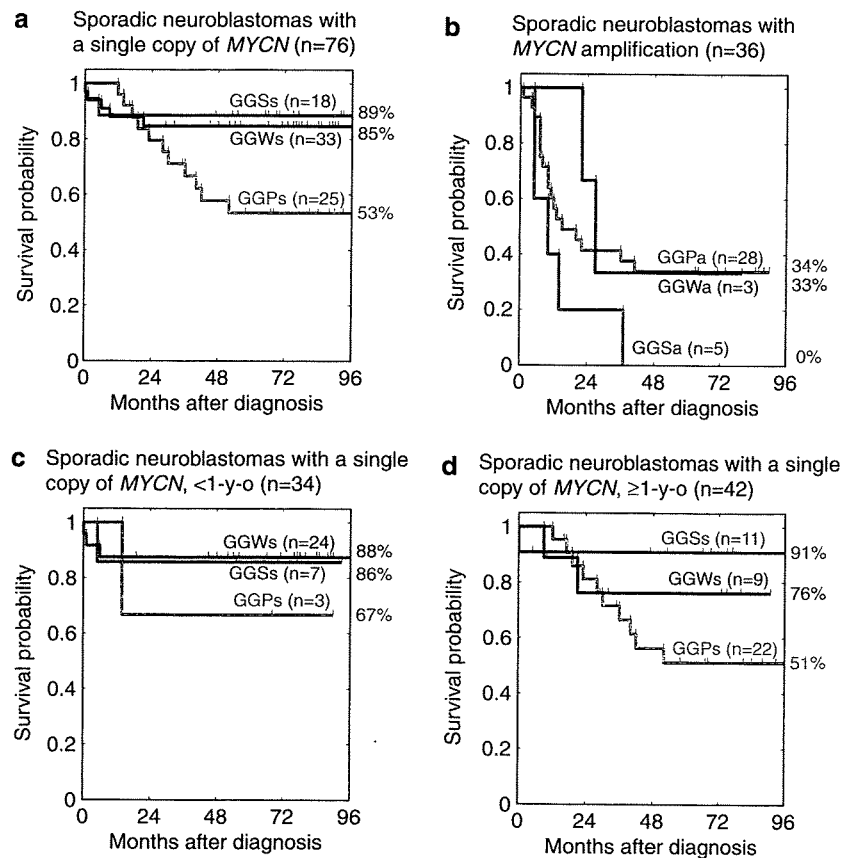 a Sporadic neuroblastomas with
a single copy of MYCN (n=76)
1
0.8
0.6
0.4
0.2
0
Survival probability
GGSs (n=18)
89%
85%
GGWs (n=33)
GGPs (n=25)
53%
0 24 48 72 96
Months after diagnosis
b Sporadic neuroblastomas with
MYCN amplification (n=36)
1
0.8
0.6
0.4
0.2
0
Survival probability
GGPa (n=28)
34%
33%
GGWa (n=3)
GGSa (n=5)
0%
0 24 48 72 96
Months after diagnosis
c Sporadic neuroblastomas with a single
copy of MYCN, <1-y-o (n=34)
1
0.8
0.6
0.4
0.2
0
Survival probability
GGWs (n=24)
88%
GGSs (n=7)
86%
GGPs (n=3)
67%
0 24 48 72 96
Months after diagnosis
d Sporadic neuroblastomas with a single
copy of MYCN, ≥1-y-o (n=42)
1
0.8
0.6
0.4
0.2
0
Survival probability
GGSs (n=11)
91%
GGWs (n=9)
76%
GGPs (n=22)
51%
0 24 48 72 96
Months after diagnosis